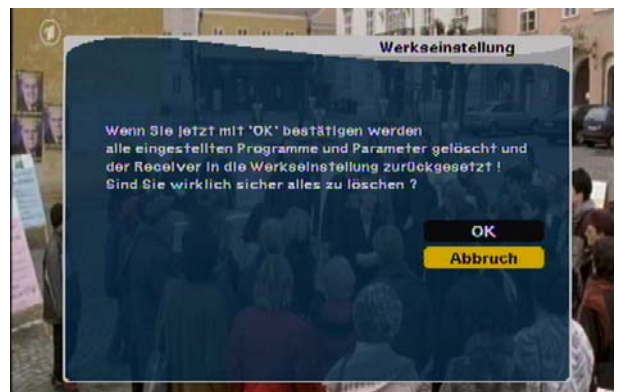 Werkseinstellung
Wenn Sie jetzt mit 'OK' bestätigen werden
alle eingestellten Programme und Parameter gelöscht und
der Receiver in die Werkseinstellung zurückgesetzt !
Sind Sie wirklich sicher alles zu löschen ?
OK
Abbruch